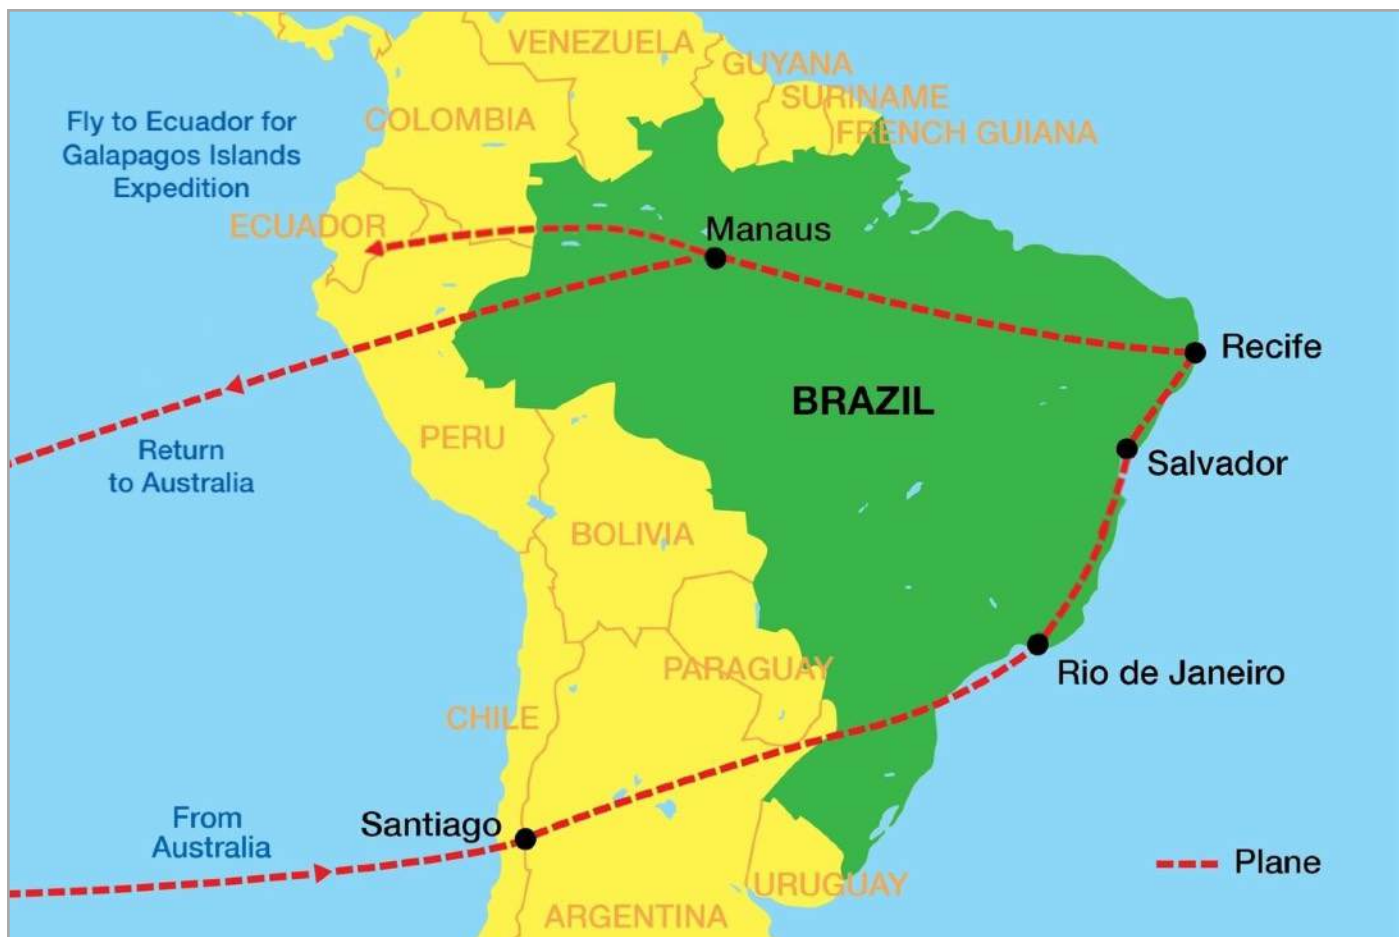 VENEZUELA
GUYANA
SURINAME
FRENCH GUIANA
COLOMBIA
Fly to Ecuador for
Galapagos Islands
Expedition
ECUADOR
Manaus
Recife
BRAZIL
PERU
Return
to Australia
Salvador
BOLIVIA
PARAGUAY
Rio de Janeiro
CHILE
From
Australia
Santiago
Plane
URUGUAY
ARGENTINA